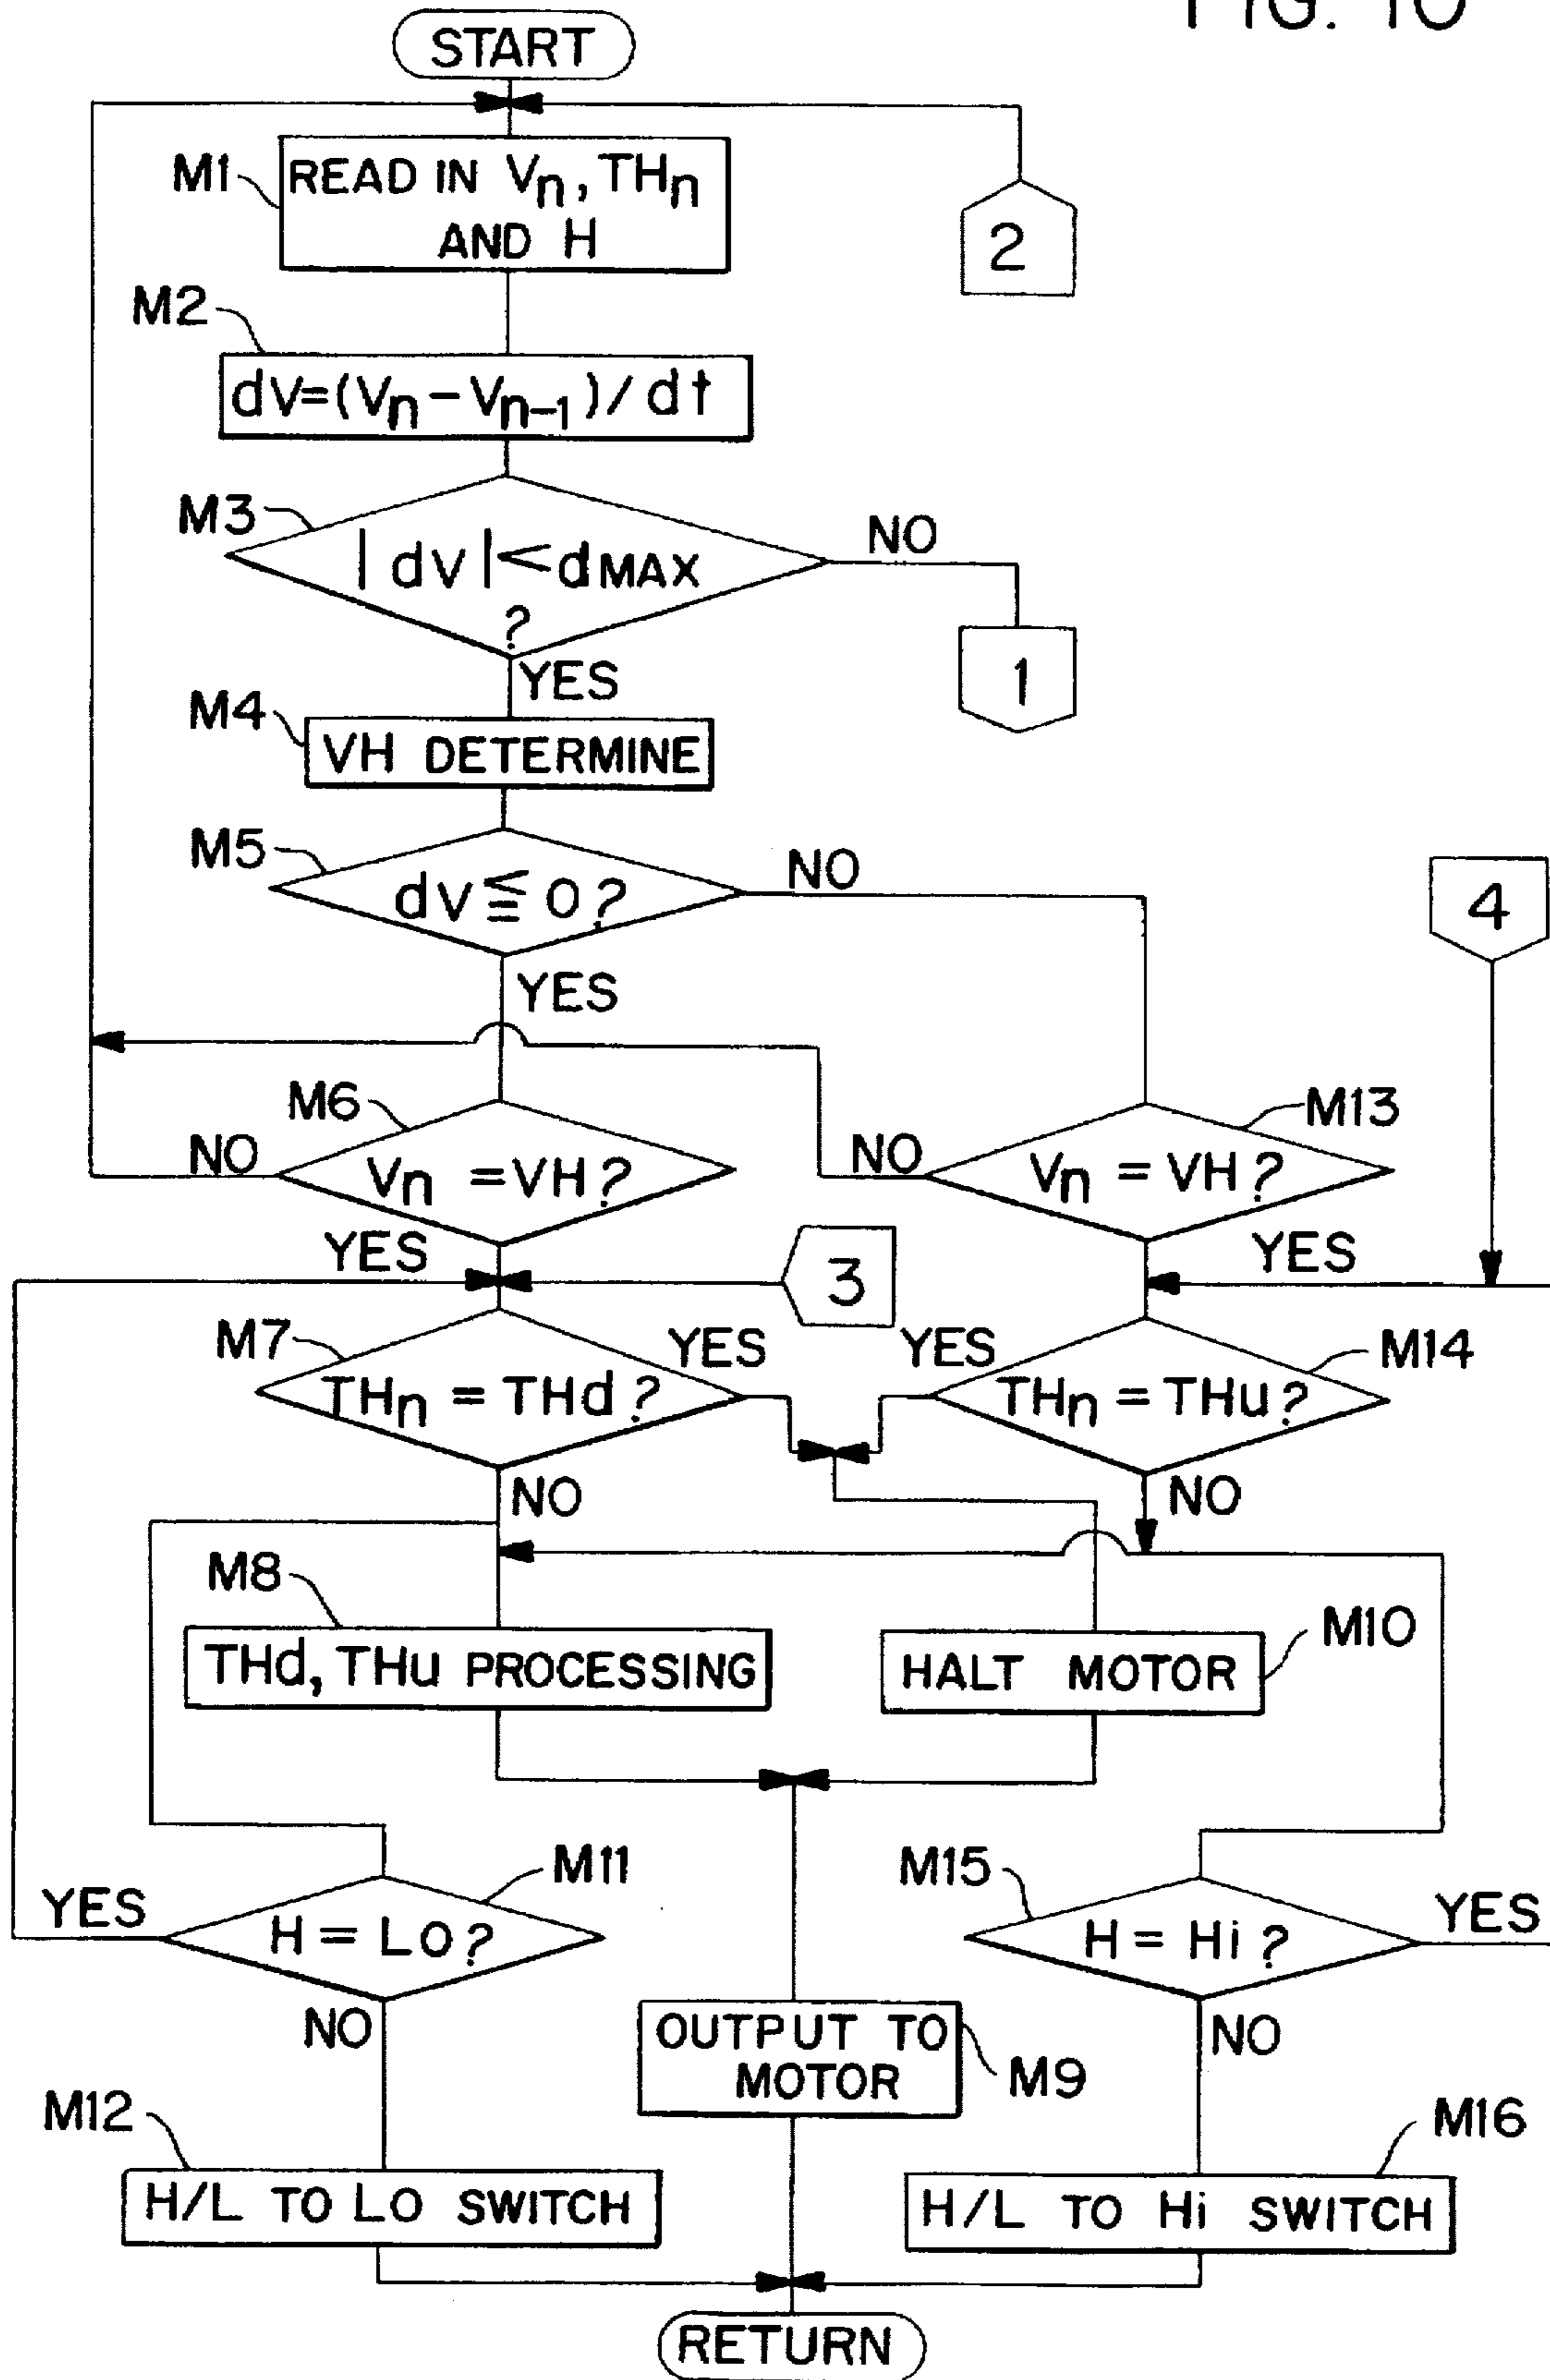 FIG. 10
START
M1
READ IN Vn, THn
AND H
2
M2
dV=(Vn-Vn-1)/dt
M3
|dV|<dMAX
?
NO
1
YES
M4
VH DETERMINE
M5
dV≦0?
NO
4
YES
M6
NO
Vn =VH?
M13
NO
Vn = VH?
YES
3
YES
M7
THn = THd?
YES
YES
M14
THn = THu?
NO
NO
M8
THd, THu PROCESSING
M10
HALT MOTOR
M11
YES
H = Lo?
M15
H = Hi?
YES
NO
OUTPUT TO
MOTOR
M9
NO
M12
H/L TO Lo SWITCH
M16
H/L TO Hi SWITCH
RETURN